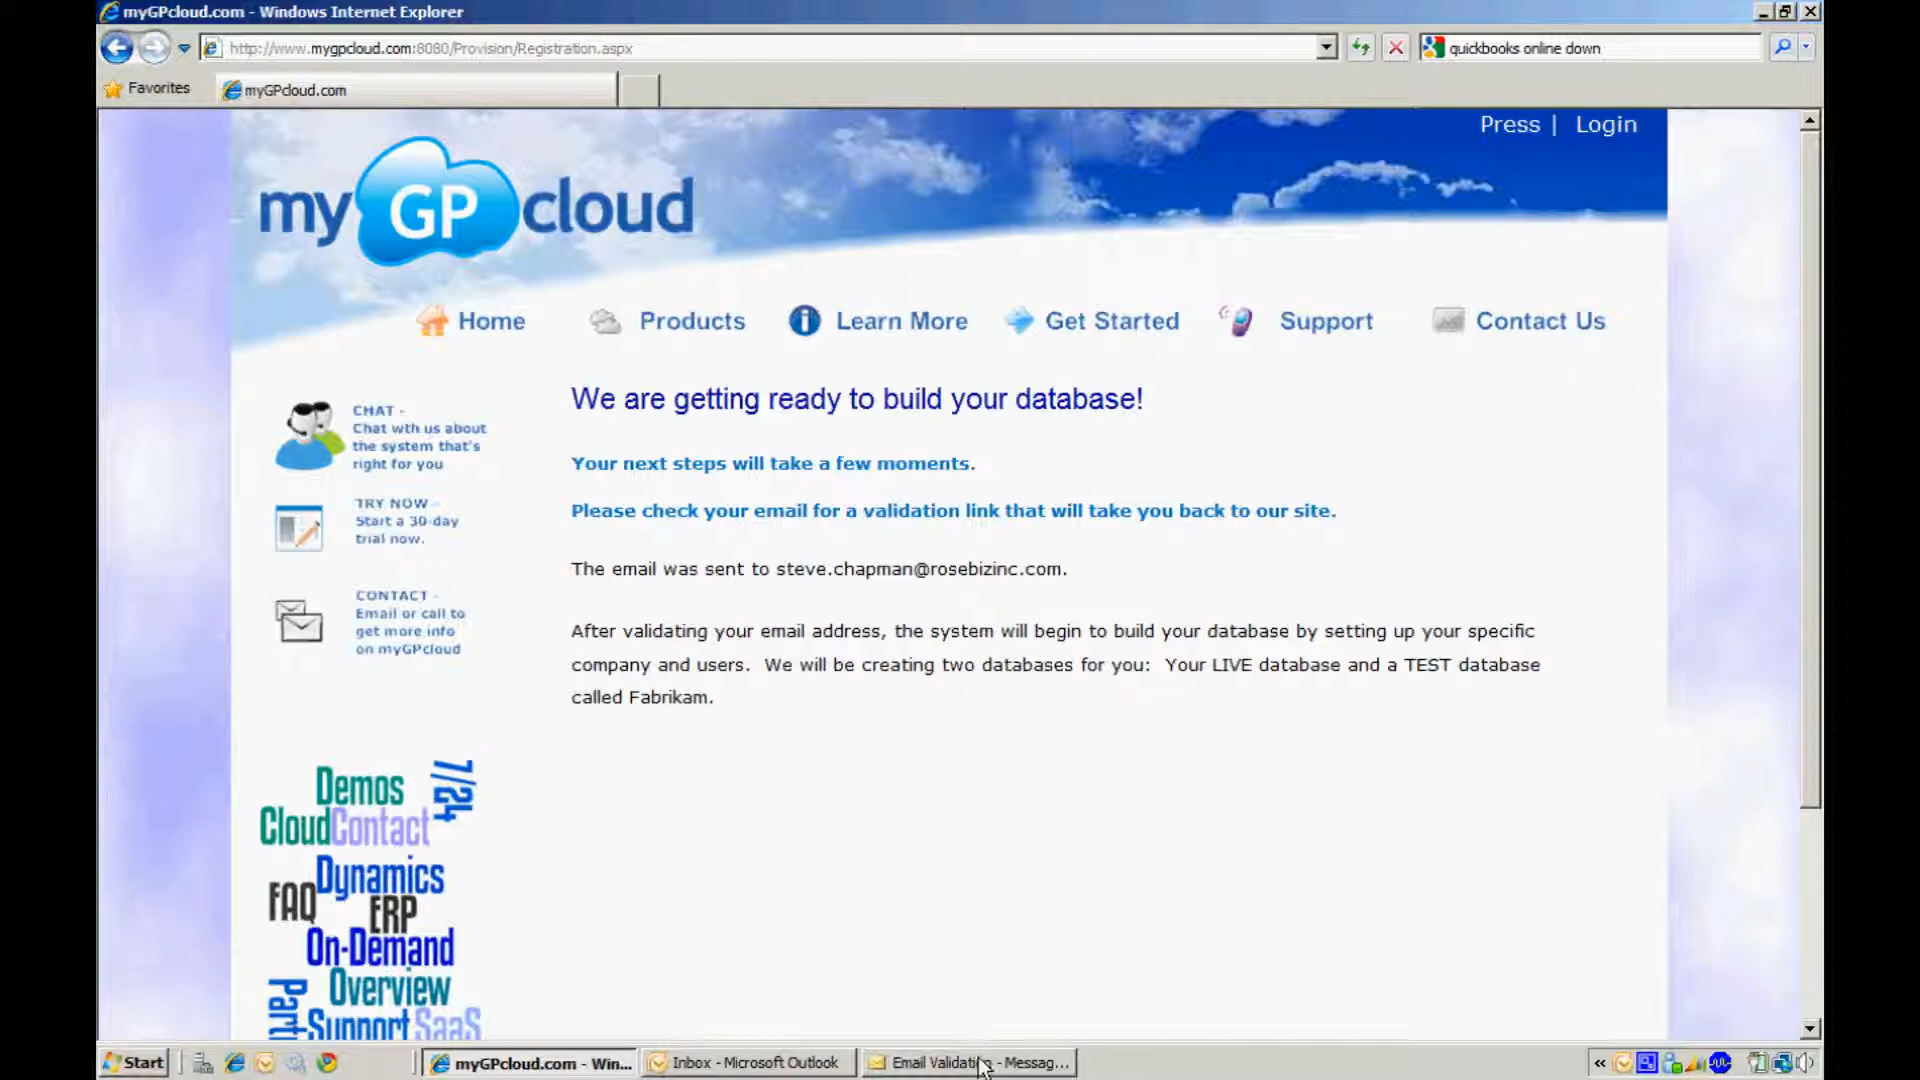 myGPcloud.com - Windows Internet Explorer
http://www.mygpcloud.com:8080/Provision/Registration.aspx
quickbooks online down
Favorites
myGPcloud.com
Press | Login
my GP cloud
Home
Products
Learn More
Get Started
Support
Contact Us
CHAT -
Chat wth us about
the system that's
right for you
TRY NOW -
Start a 30-day
trial now.
CONTACT -
Email or call to
get more info
on myGPcloud
We are getting ready to build your database!
Your next steps will take a few moments.
Please check your email for a validation link that will take you back to our site.
The email was sent to steve.chapman@rosebizinc.com.
After validating your email address, the system will begin to build your database by setting up your specific
company and users. We will be creating two databases for you: Your LIVE database and a TEST database
called Fabrikam.
Demos
7/24
CloudContact
Dynamics
FAQ
ERP
On-Demand
Overview
Part
Support SaaS
Start
myGPcloud.com - Win...
Inbox - Microsoft Outlook
Email Validati - Messag...
«